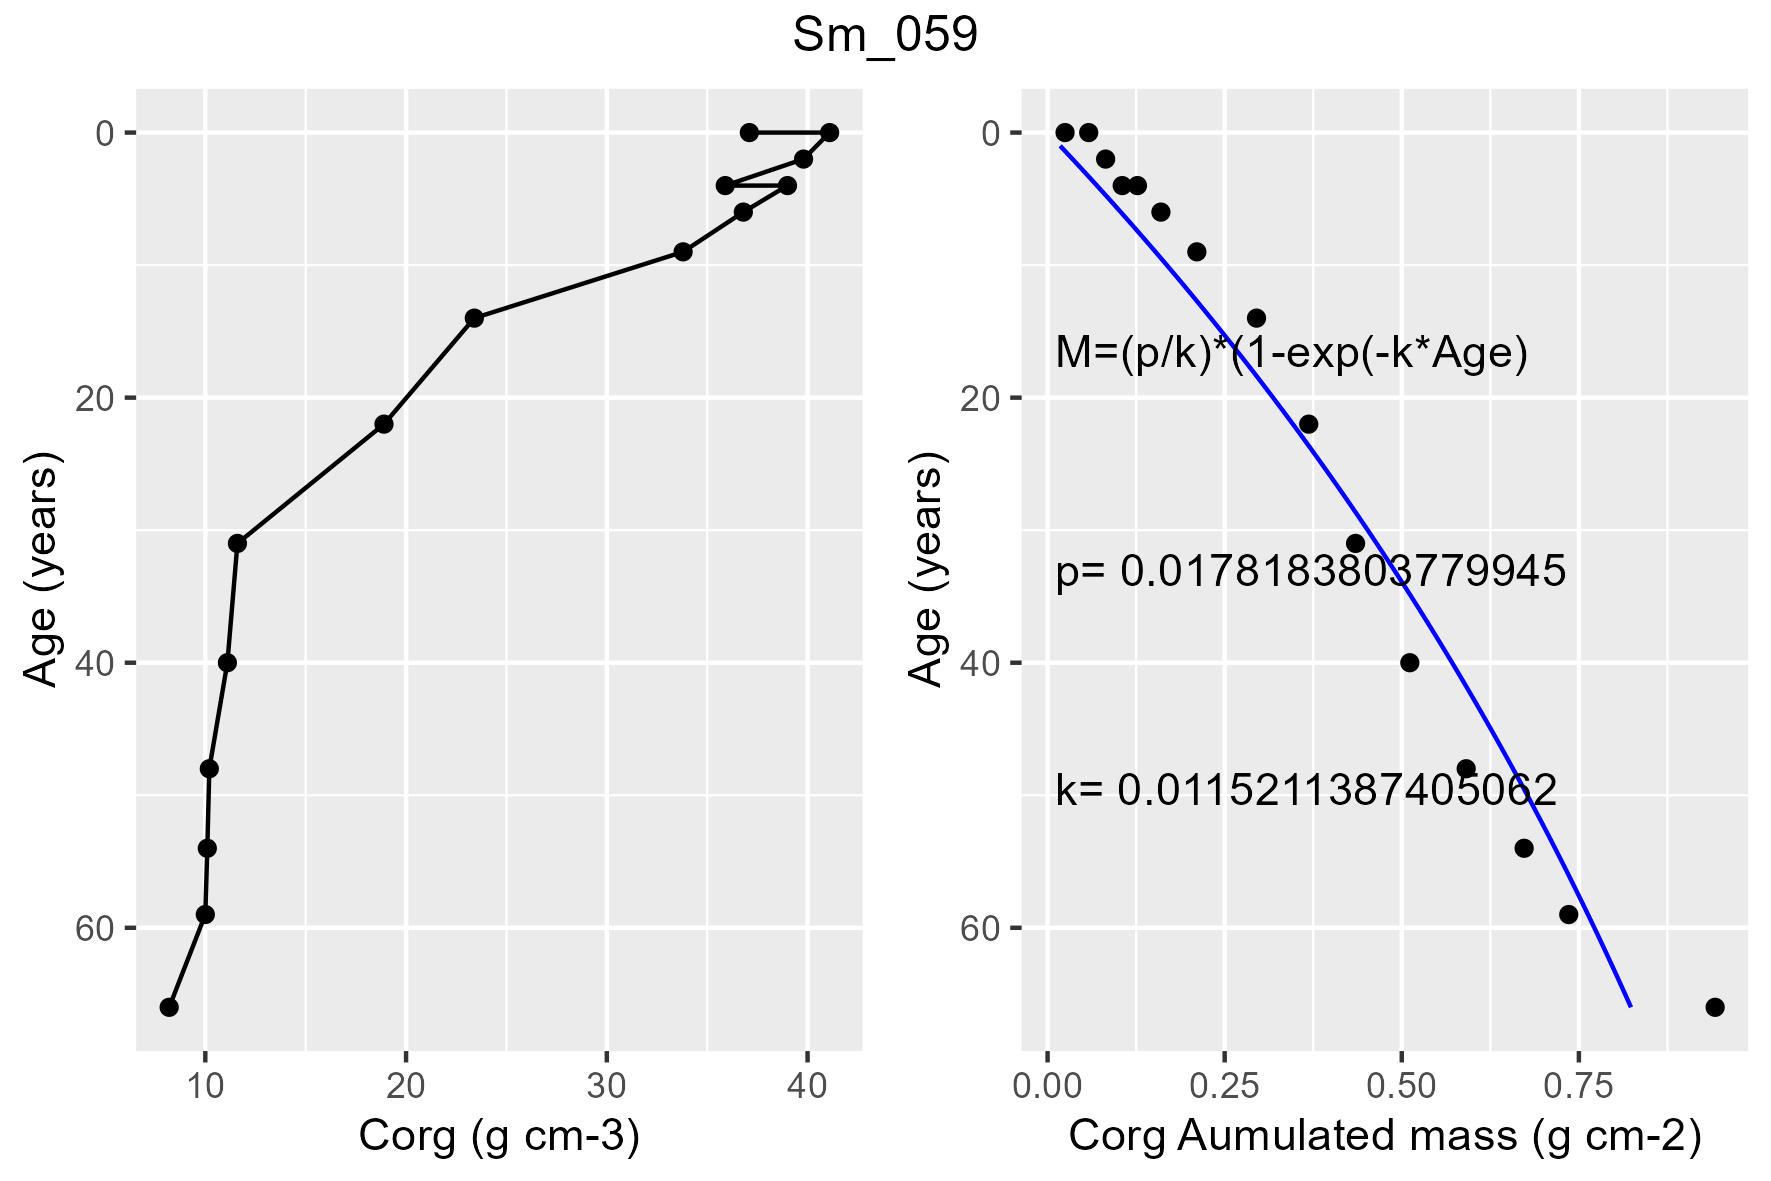 Sm_059
0
20
40
60
Age (years)
10
20
30
40
Corg (g cm-3)
0
20
40
60
Age (years)
M=(p/k)*(1-exp(-k*Age)
p= 0.0178183803779945
k= 0.0115211387405062
0.00
0.25
0.50
0.75
Corg Aumulated mass (g cm-2)